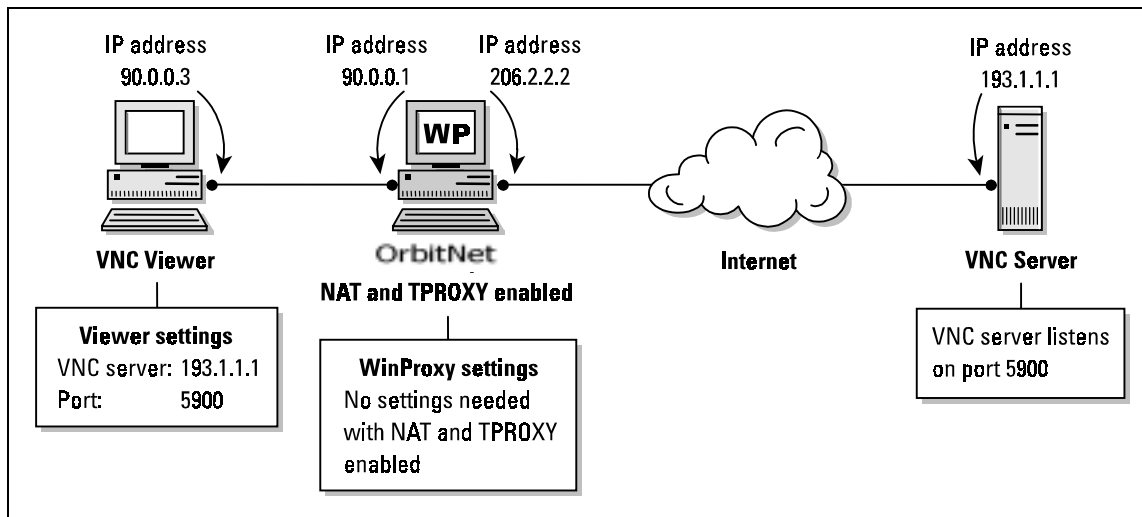 IP address
90.0.0.3
IP address
90.0.0.1
IP address
206.2.2.2
IP address
193.1.1.1
WP
VNC Viewer
OrbitNet
NAT and TPROXY enabled
Internet
VNC Server
Viewer settings
VNC server: 193.1.1.1
Port: 5900
WinProxy settings
No settings needed
with NAT and TPROXY
enabled
VNC server listens
on port 5900